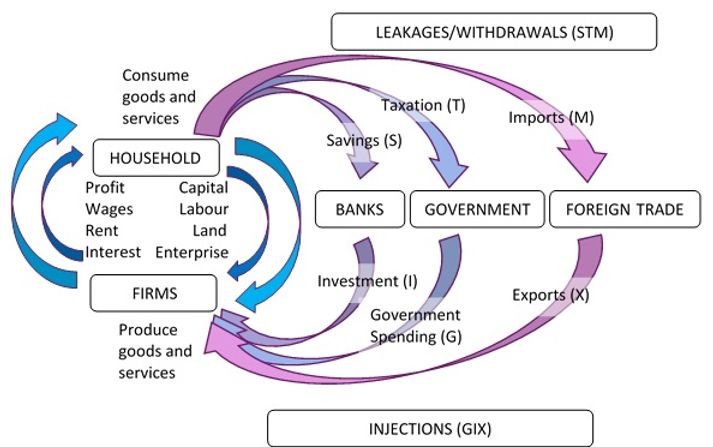 LEAKAGES/WITHDRAWALS (STM)
Consume
goods and
services
Taxation (T)
Imports (M)
Savings (S)
HOUSEHOLD
Profit Capital
Wages Labour
Rent Land
Interest Enterprise
BANKS
GOVERNMENT
FOREIGN TRADE
FIRMS
Investment (I)
Government
Spending (G)
Exports (X)
Produce
goods and
services
INJECTIONS (GIX)